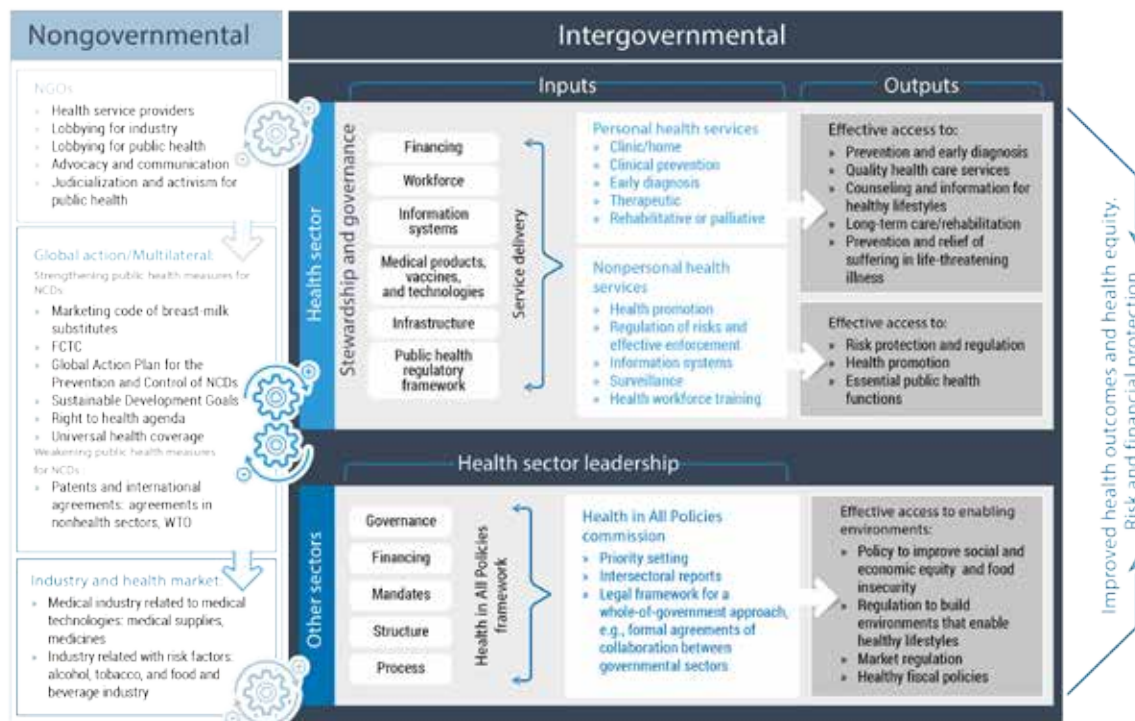 Nongovernmental
NGOs
» Health service providers
» Lobbying for industry
» Lobbying for public health
» Advocacy and communication
» Judicialization and activism for
public health
Global action/Multilateral:
Strengthening public health measures for
NCDs
» Marketing code of breast-milk
substitutes
» FCTC
» Global Action Plan for the
Prevention and Control of NCDs
» Sustainable Development Goals
» Right to health agenda
» Universal health coverage
Weakening public health measures
for NCDs:
» Patents and international
agreements: agreements in
nonhealth sectors, WTO
Industry and health market:
» Medical industry related to medical
technologies: medical supplies,
medicines
» Industry related with risk factors:
alcohol, tobacco, and food and
beverage industry
Intergovernmental
Inputs
Outputs
Health sector
Stewardship and governance
Financing
Workforce
Information
systems
Medical products,
vaccines,
and technologies
Infrastructure
Public health
regulatory
framework
Service delivery
Personal health services
» Clinic/home
» Clinical prevention
» Early diagnosis
» Therapeutic
» Rehabilitative or palliative
Nonpersonal health
services
» Health promotion
» Regulation of risks and
effective enforcement
» Information systems
» Surveillance
» Health workforce training
Effective access to:
» Prevention and early diagnosis
» Quality health care services
» Counseling and information for
healthy lifestyles
» Long-term care/rehabilitation
» Prevention and relief of
suffering in life-threatening
illness
Effective access to:
» Risk protection and regulation
» Health promotion
» Essential public health
functions
Health sector leadership
Other sectors
Governance
Financing
Mandates
Structure
Process
Health in All Policies
framework
Health in All Policies
commission
» Priority setting
» Intersectoral reports
» Legal framework for a
whole-of-government approach,
e.g., formal agreements of
collaboration between
governmental sectors
Effective access to enabling
environments:
» Policy to improve social and
economic equity and food
insecurity
» Regulation to build
environments that enable
healthy lifestyles
» Market regulation
» Healthy fiscal policies
Improved health outcomes and health equity.
Risk and financial protection